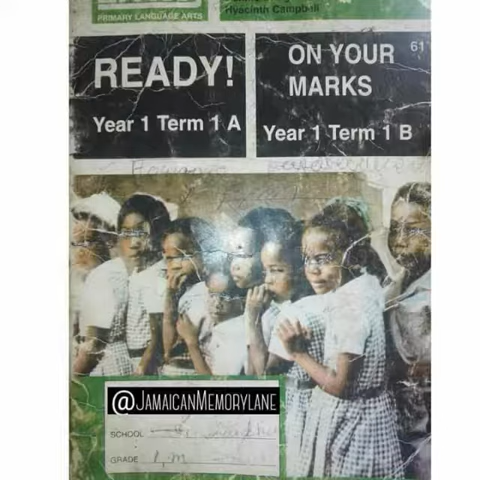 PRIMARY LANGUAGE ARTS
Hyacinth Campbell
READY!
Year 1 Term 1 A
ON YOUR
MARKS
61
Year 1 Term 1 B
@JAMAICANMEMORYLANE
SCHOOL
GRADE 1, M